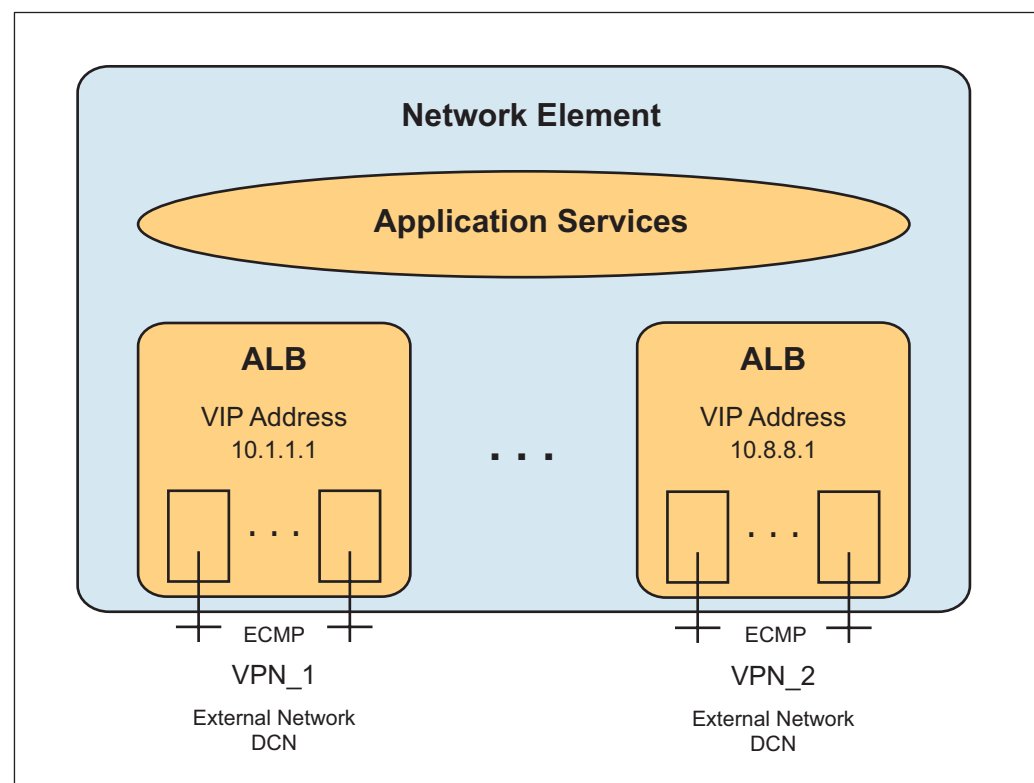 Network Element
Application Services
ALB
VIP Address
10.1.1.1
. . .
ECMP
VPN_1
External Network
DCN
. . .
ALB
VIP Address
10.8.8.1
. . .
ECMP
VPN_2
External Network
DCN